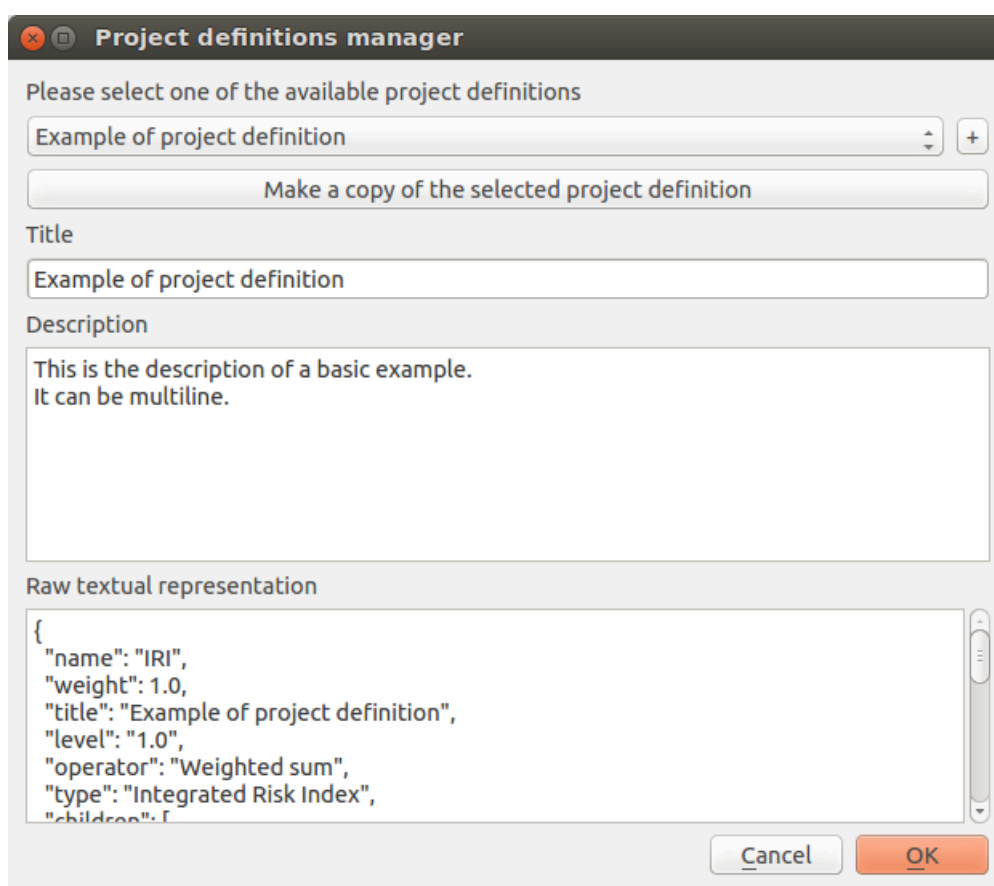 Project definitions manager
Please select one of the available project definitions
Example of project definition
+
Make a copy of the selected project definition
Title
Example of project definition
Description
This is the description of a basic example.
It can be multiline.
Raw textual representation
{
"name": "IRI",
"weight": 1.0,
"title": "Example of project definition",
"level": "1.0",
"operator": "Weighted sum",
"type": "Integrated Risk Index",
"children": [
Cancel
OK